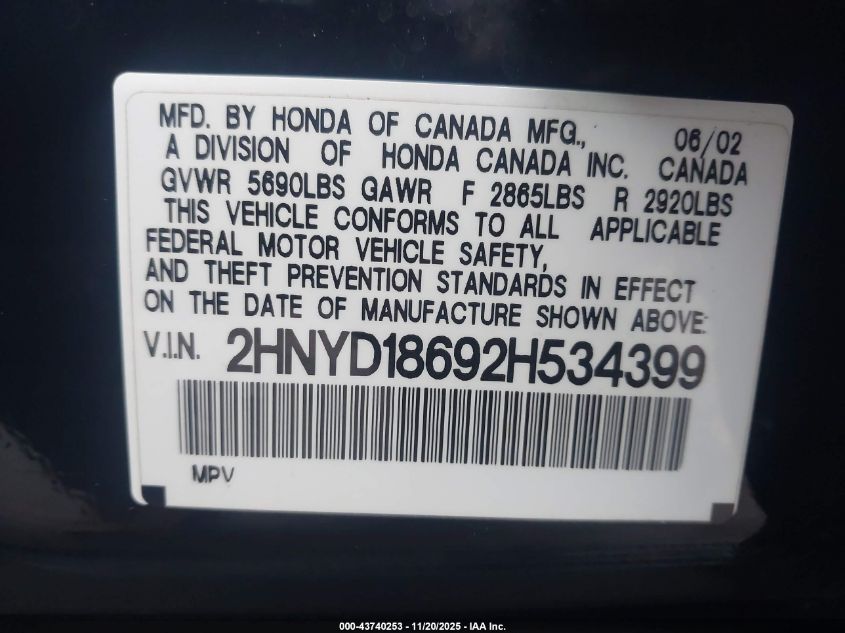 MFD. BY HONDA OF CANADA MFG., 06/02
A DIVISION OF HONDA CANADA INC. CANADA
GVWR 5690LBS GAWR F 2865LBS R 2920LBS
THIS VEHICLE CONFORMS TO ALL APPLICABLE
FEDERAL MOTOR VEHICLE SAFETY,
AND THEFT PREVENTION STANDARDS IN EFFECT
ON THE DATE OF MANUFACTURE SHOWN ABOVE:
V.I.N. 2HNYD18692H534399
MPV
000-43740253 - 11/20/2025 - IAA Inc.